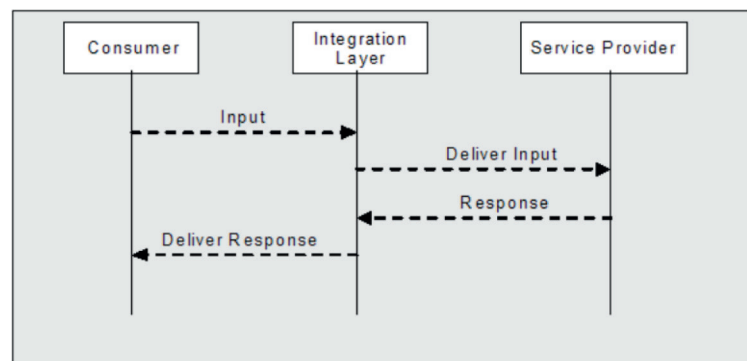 Consumer
Integration
Layer
Service Provider
Input
Deliver Input
Response
Deliver Response